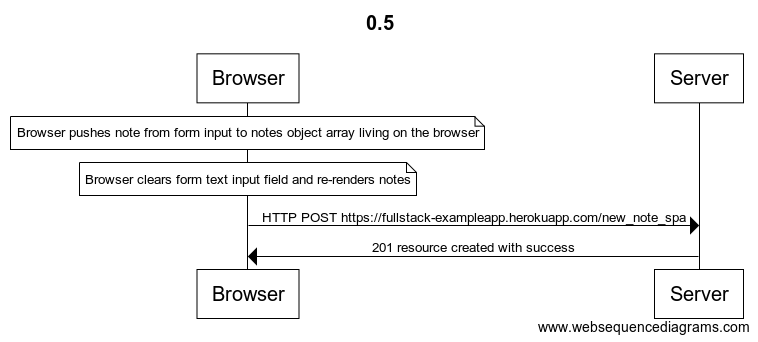 0.5
Browser
Server
Browser pushes note from form input to notes object array living on the browser
Browser clears form text input field and re-renders notes
HTTP POST https://fullstack-exampleapp.herokuapp.com/new_note_spa
201 resource created with success
Browser
Server
www.websequencediagrams.com